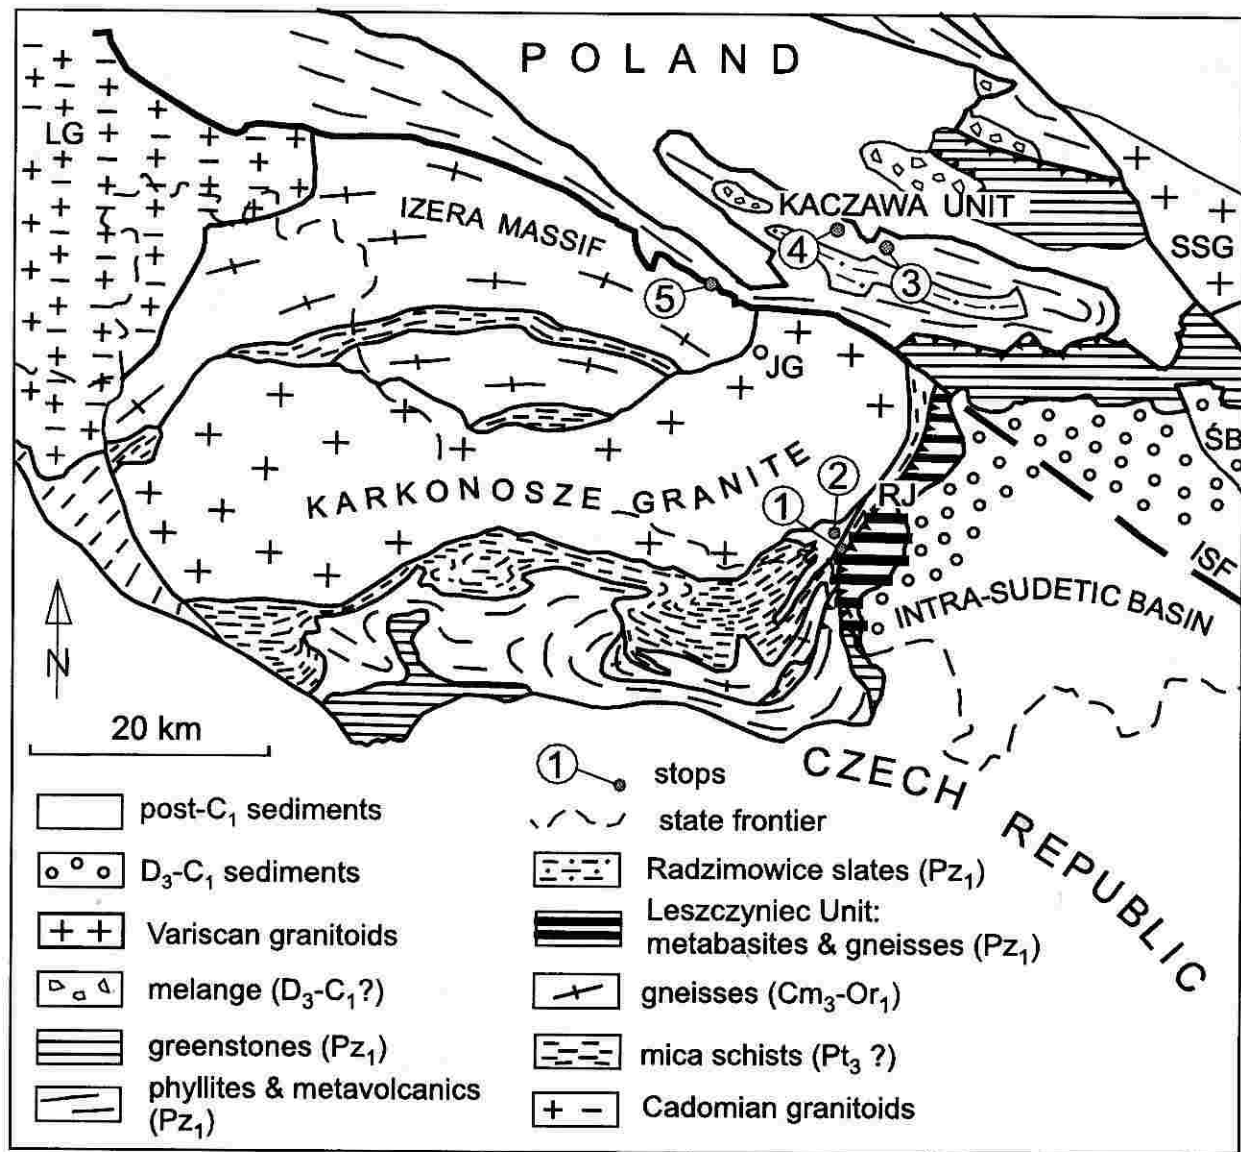 POLAND
LG
IZERA MASSIF
KACZAWA UNIT
SSG
4
3
5
JG
ŚB
KARKONOSZE GRANITE
2
1
RJ
ISF
INTRA-SUDETIC BASIN
N
20 km
CZECH REPUBLIC
post-C₁ sediments
D₃-C₁ sediments
Variscan granitoids
melange (D₃-C₁?)
greenstones (Pz₁)
phyllites & metavolcanics
(Pz₁)
1 stops
state frontier
Radzimowice slates (Pz₁)
Leszczyniec Unit:
metabasites & gneisses (Pz₁)
gneisses (Cm₃-Or₁)
mica schists (Pt₃ ?)
Cadomian granitoids